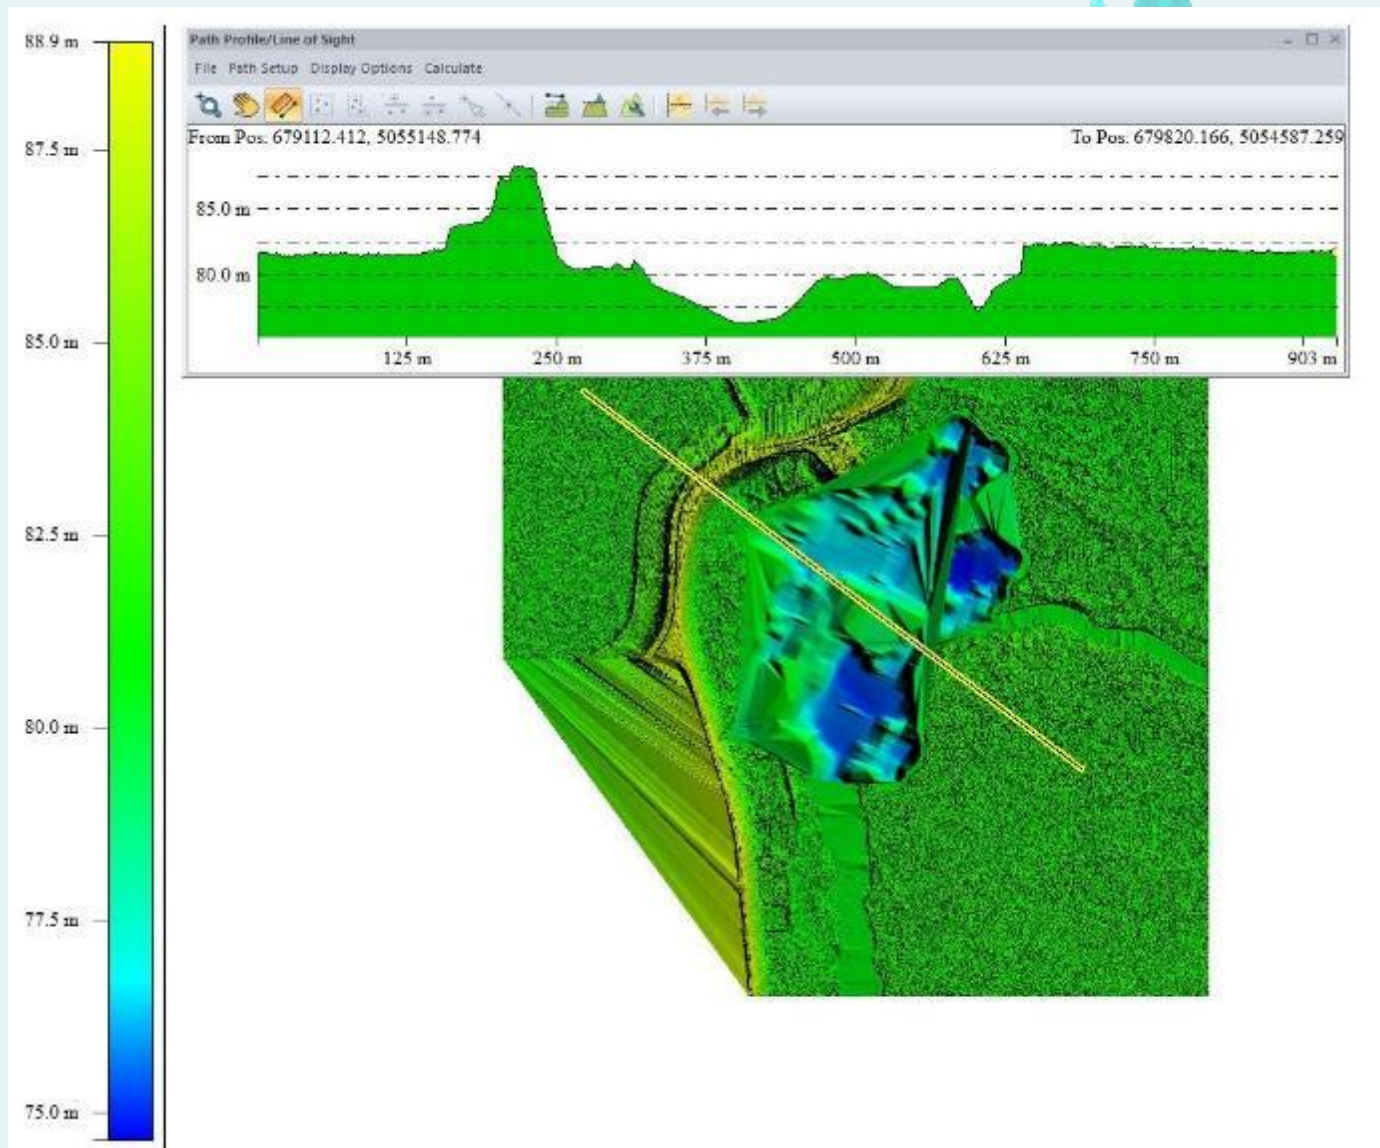 88.9 m
87.5 m
85.0 m
82.5 m
80.0 m
77.5 m
75.0 m
Path Profile/Line of Sight
File Path Setup Display Options Calculate
From Pos: 679112.412, 5055148.774 To Pos: 679820.166, 5054587.259
85.0 m
80.0 m
125 m 250 m 375 m 500 m 625 m 750 m 903 m